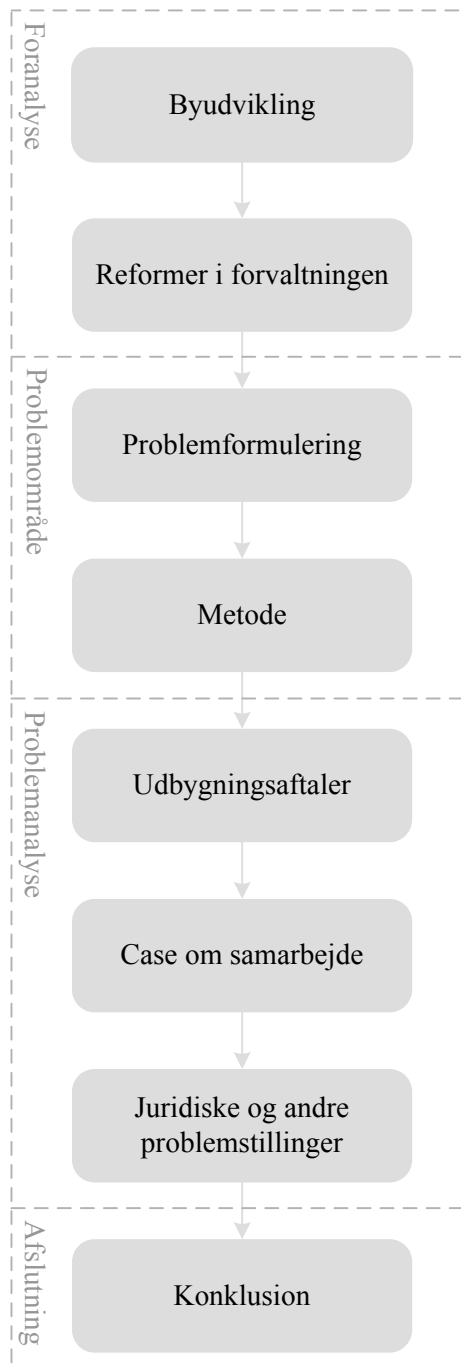 Foranalyse
Byudvikling
Reformer i forvaltningen
Problemområde
Problemformulering
Metode
Problemanalyse
Udbygningsaftaler
Case om samarbejde
Juridiske og andre
problemstillinger
Afslutning
Konklusion